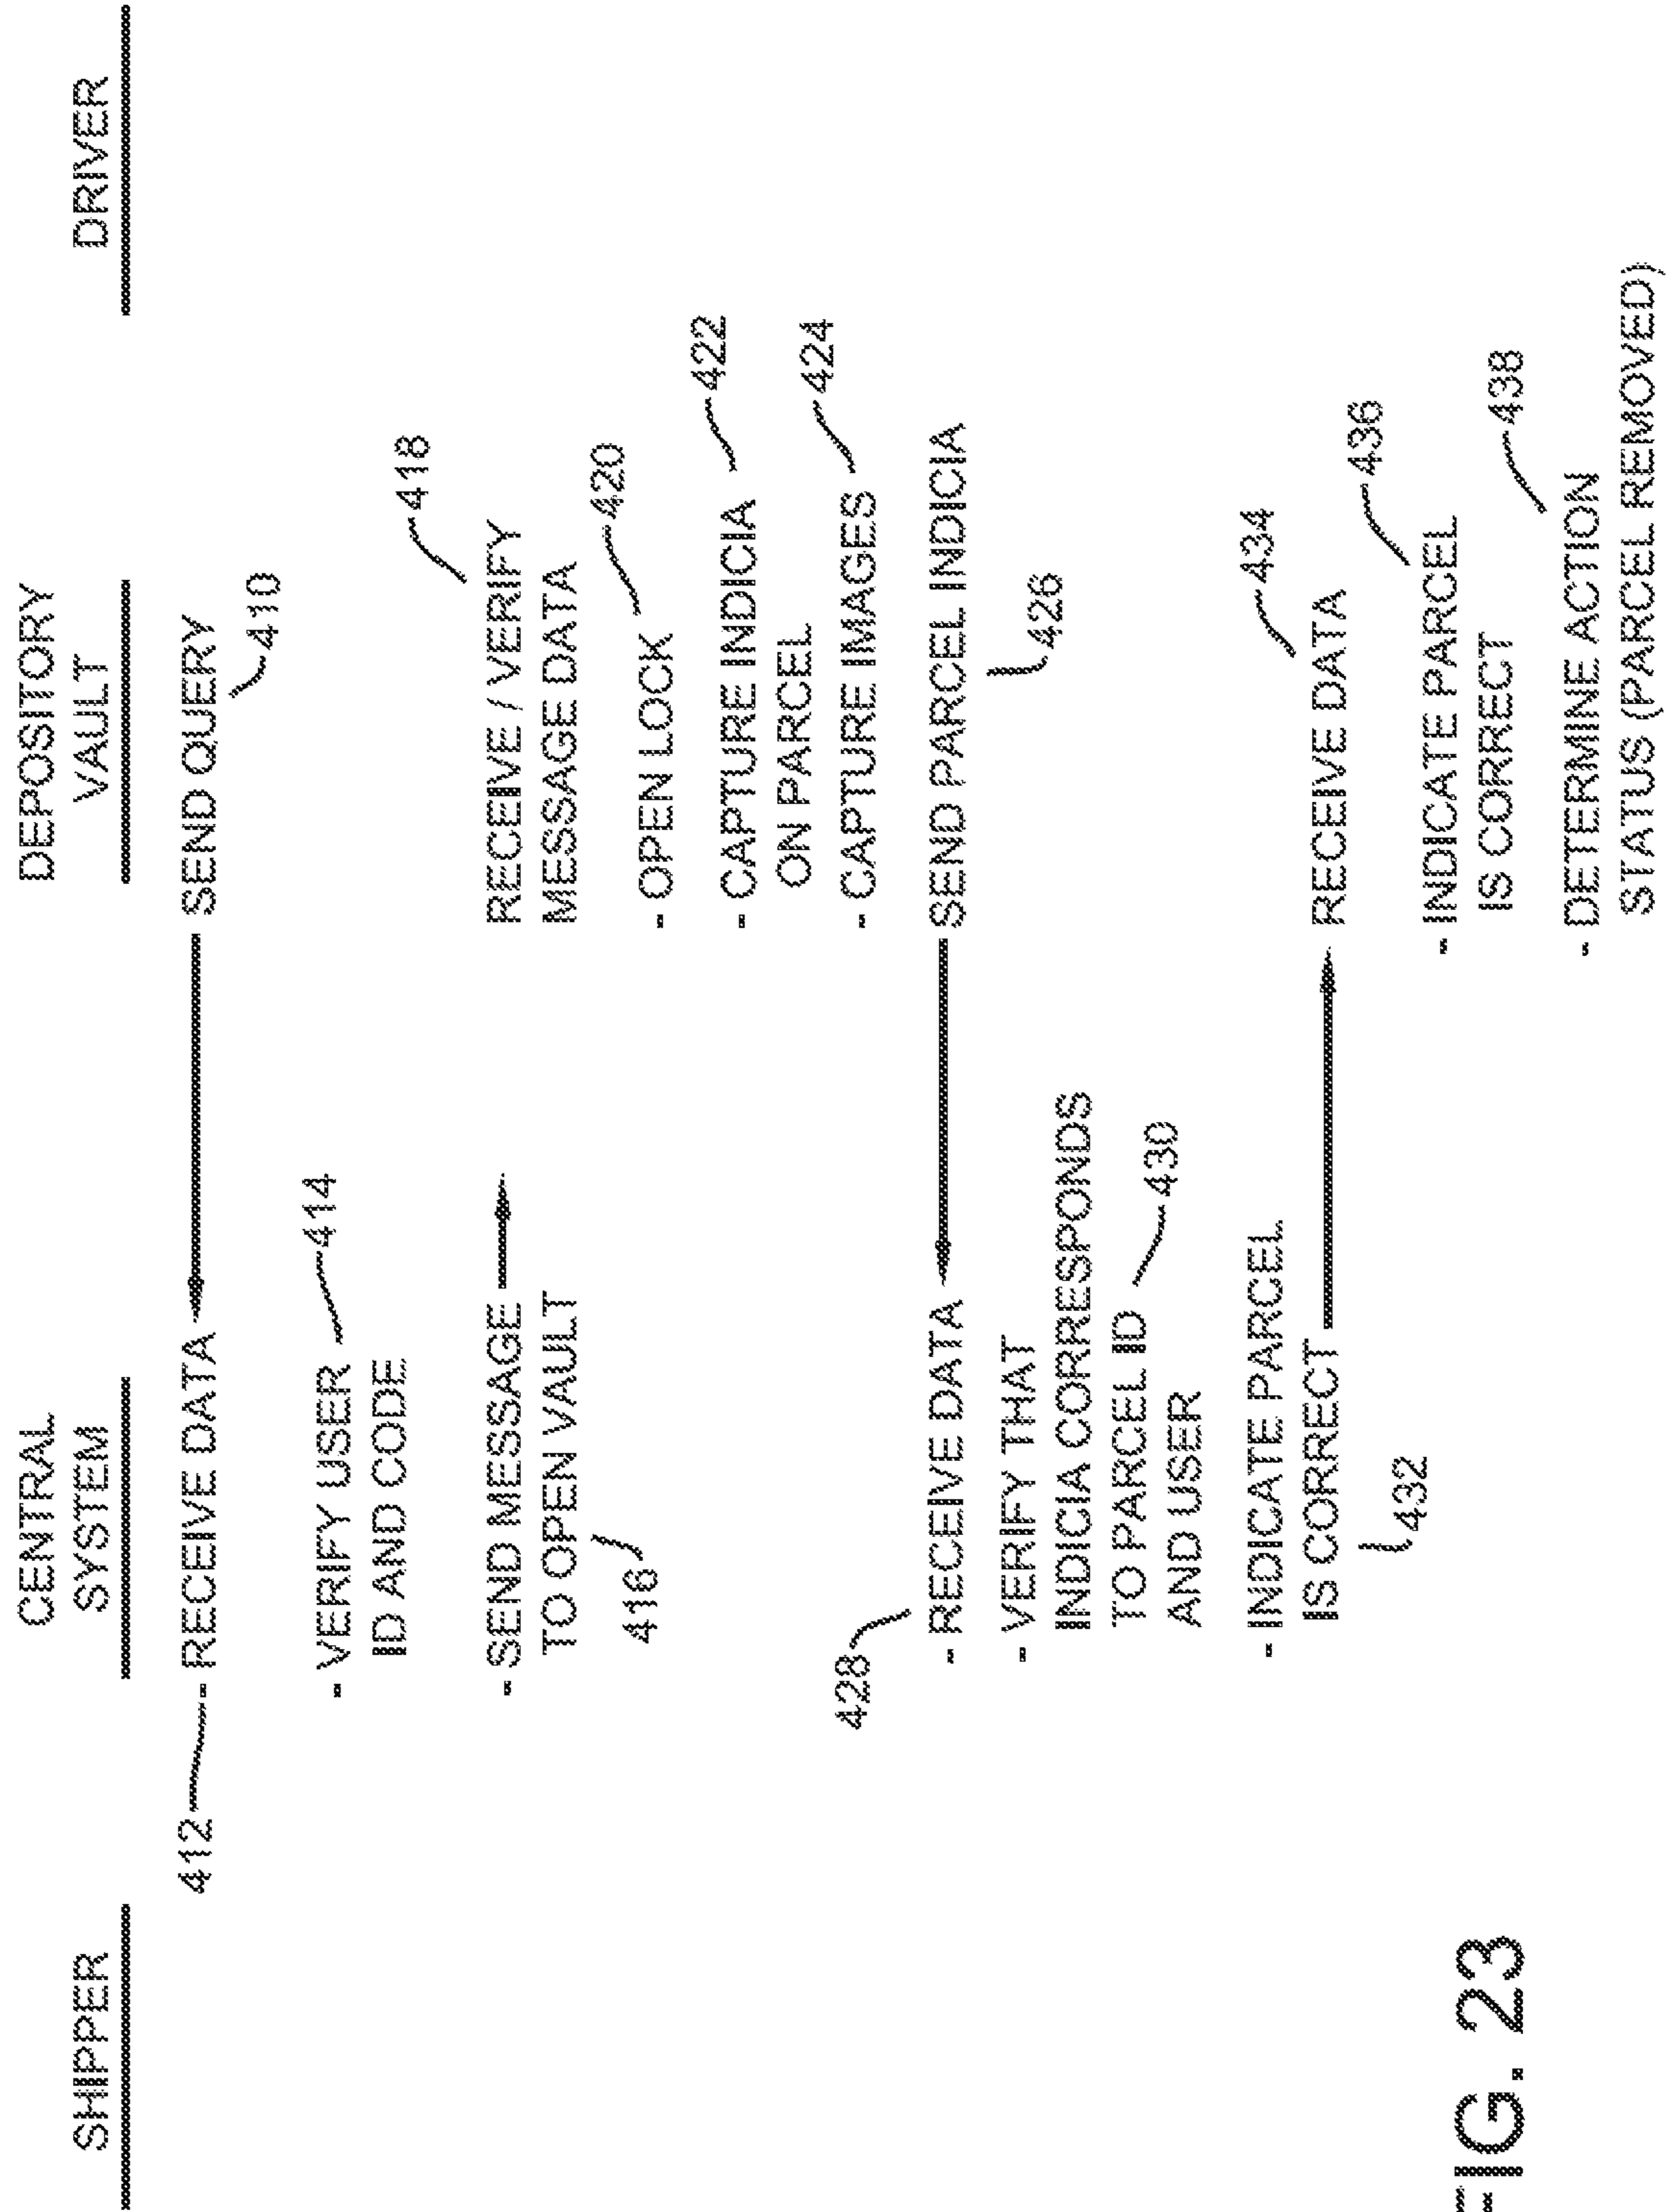 SHIPPER
CENTRAL
SYSTEM
DEPOSITORY
VAULT
DRIVER
412 - RECEIVE DATA
SEND QUERY
410
- VERIFY USER
ID AND CODE
414
- SEND MESSAGE
TO OPEN VAULT
416
RECEIVE / VERIFY
MESSAGE DATA
418
- OPEN LOCK
420
- CAPTURE INDICIA
ON PARCEL
422
- CAPTURE IMAGES
424
SEND PARCEL INDICIA
426
428
- RECEIVE DATA
- VERIFY THAT
INDICIA CORRESPONDS
TO PARCEL ID
AND USER
430
- INDICATE PARCEL
IS CORRECT
432
RECEIVE DATA
434
- INDICATE PARCEL
IS CORRECT
436
- DETERMINE ACTION
STATUS (PARCEL REMOVED)
438
FIG. 23